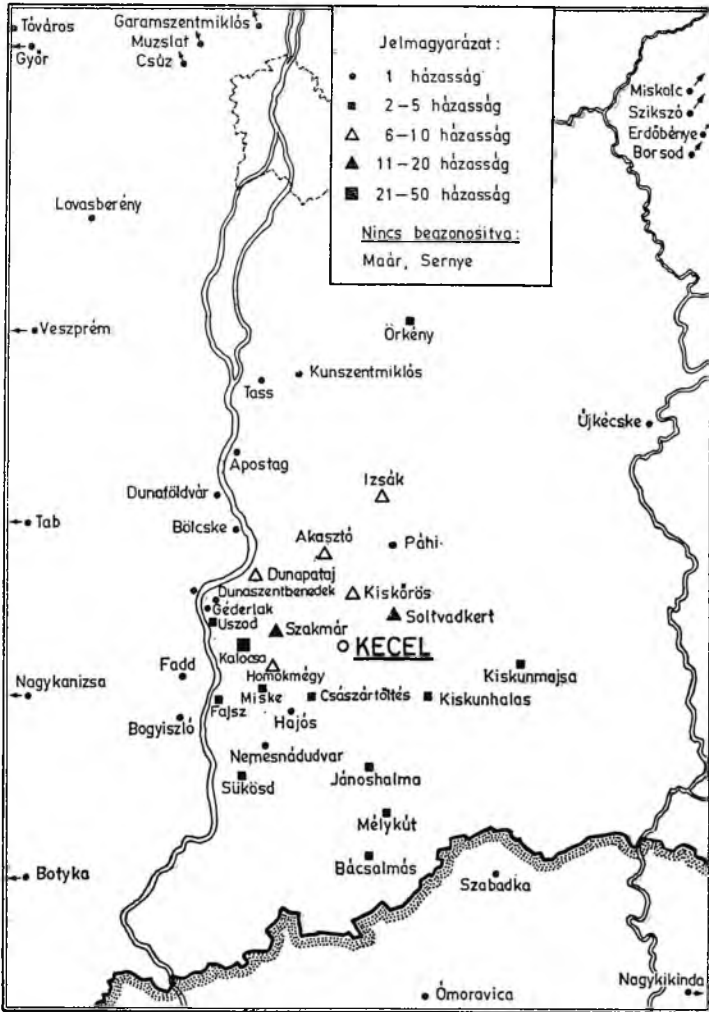 Tóváros
Győr
Garamszentmiklós
Muzslat
Csúz
Jelmagyarázat:
1 házasság
2–5 házasság
6–10 házasság
11–20 házasság
21–50 házasság
Nincs beazonosítva:
Maár, Sernye
Miskolc
Szikszó
Erdőbénye
Borsod
Lovasberény
Veszprém
Örkény
Kunszentmiklós
Tass
Újkécske
Apostag
Izsák
Dunaföldvár
Tab
Bölcske
Akasztó
Páhi
Dunapataj
Dunaszentbenedek
Kiskőrös
Géderlak
Uszod
Soltvadkert
Szakmár
KECEL
Kalocsa
Homokmégy
Kiskunmajsa
Fadd
Nagykanizsa
Miske
Császártöltés
Kiskunhalas
Fajsz
Hajós
Bogyiszló
Nemesnádudvar
Jánoshalma
Sükösd
Mélykút
Bácsalmás
Botyka
Szabadka
Nagykikinda
Ómoravica